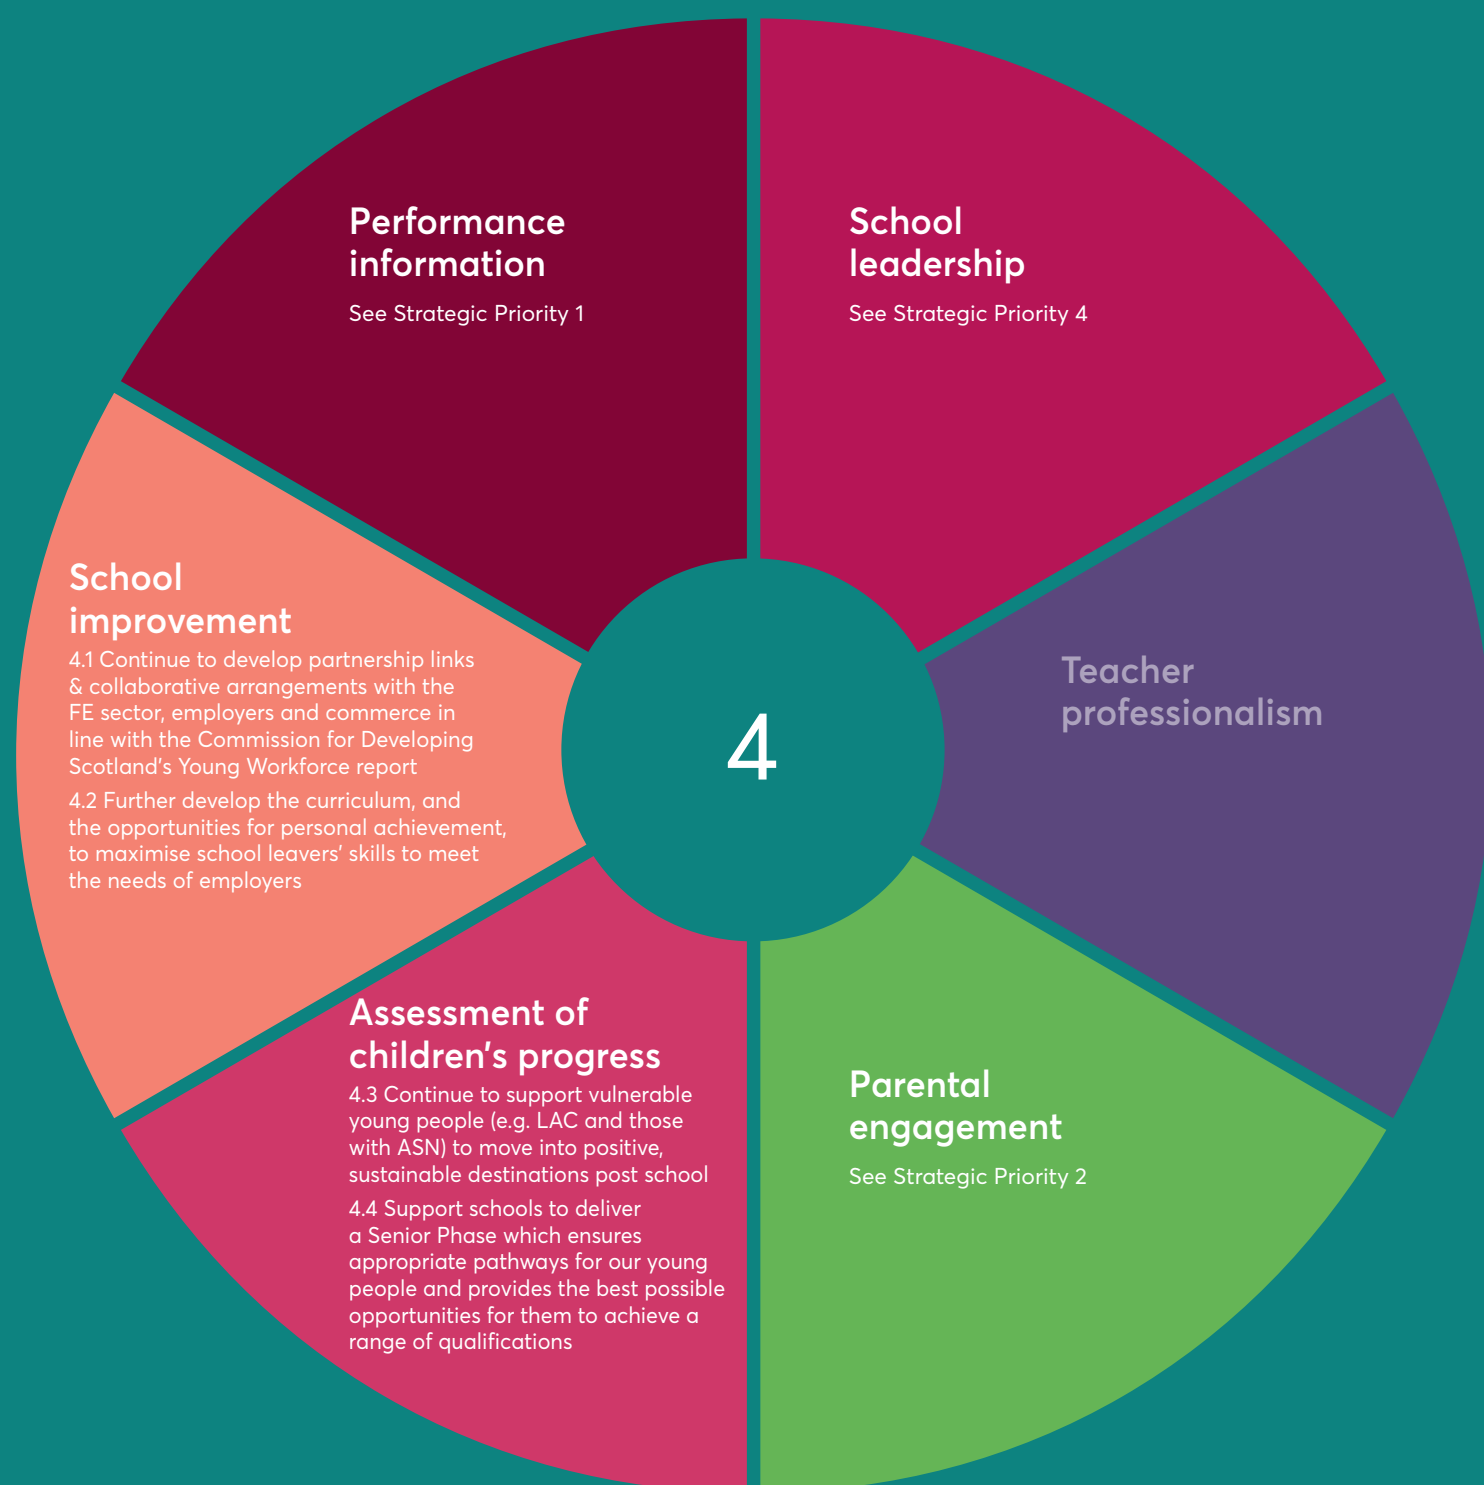 Performance
information
See Strategic Priority 1
School
leadership
See Strategic Priority 4
Teacher
professionalism
Parental
engagement
See Strategic Priority 2
Assessment of
children's progress
4.3 Continue to support vulnerable
young people (e.g. LAC and those
with ASN) to move into positive,
sustainable destinations post school
4.4 Support schools to deliver
a Senior Phase which ensures
appropriate pathways for our young
people and provides the best possible
opportunities for them to achieve a
range of qualifications
School
improvement
4.1 Continue to develop partnership links
& collaborative arrangements with the
FE sector, employers and commerce in
line with the Commission for Developing
Scotland's Young Workforce report
4.2 Further develop the curriculum, and
the opportunities for personal achievement,
to maximise school leavers' skills to meet
the needs of employers
4